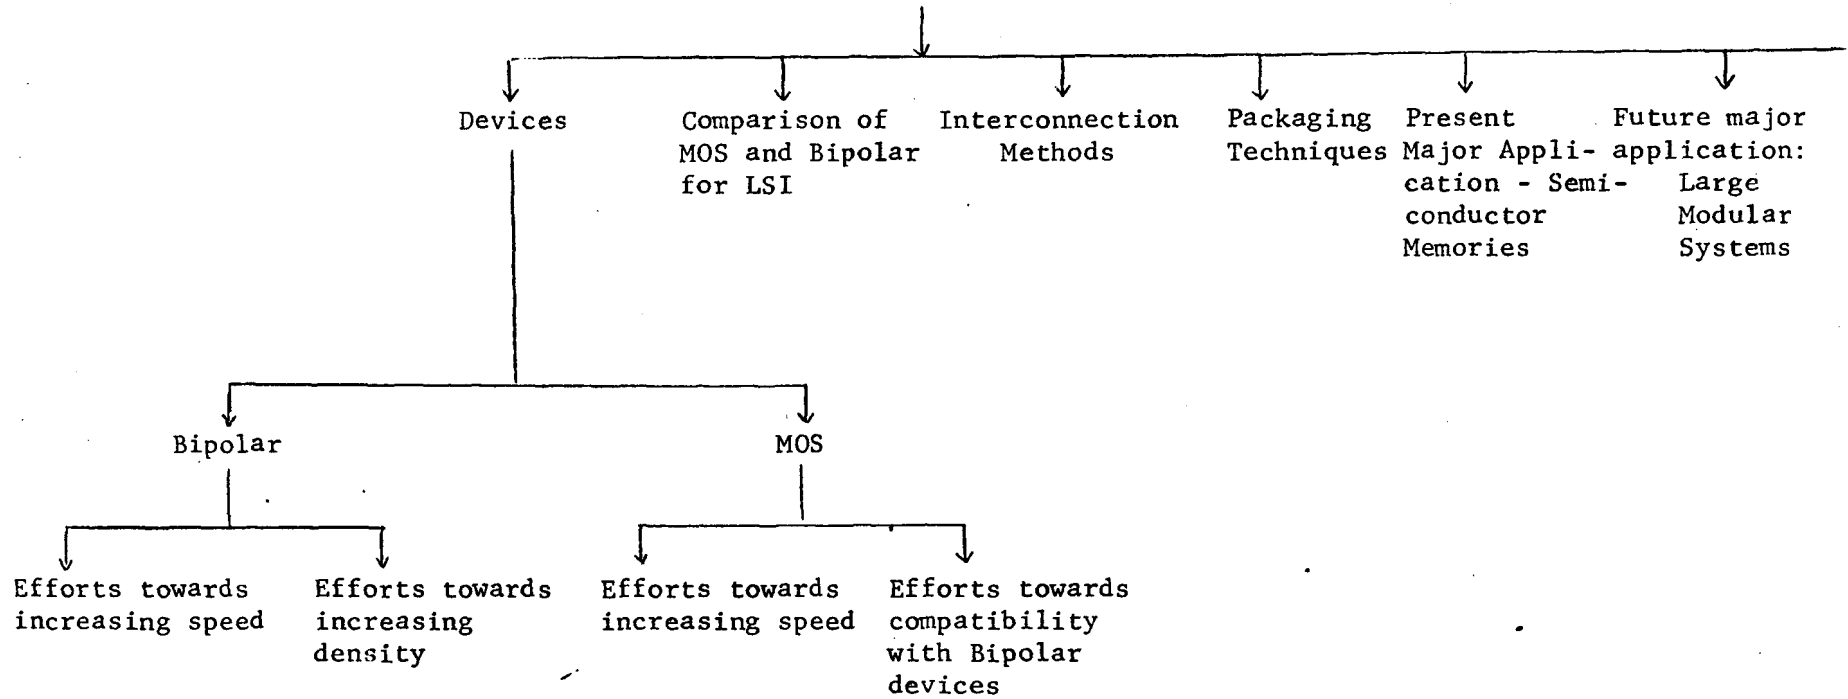 Devices
Comparison of
MOS and Bipolar
for LSI
Interconnection
Methods
Packaging
Techniques
Present
Major Appli-
cation - Semi-
conductor
Memories
Future major
application:
Large
Modular
Systems
Bipolar
MOS
Efforts towards
increasing speed
Efforts towards
increasing
density
Efforts towards
increasing speed
Efforts towards
compatibility
with Bipolar
devices